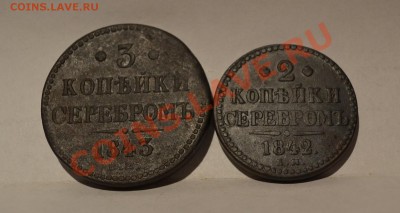 COINS.LAVE.RU
3
КОПѢЙКИ
СЕРЕБРОМЪ
2
КОПѢЙКИ
СЕРЕБРОМЪ
1842.
COINS.LAVE.RU